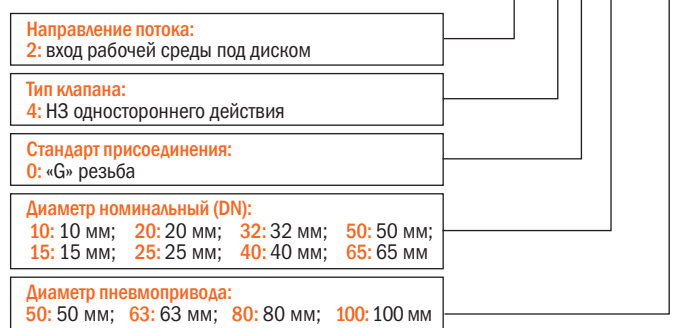 Направление потока:
2: вход рабочей среды под диском
Тип клапана:
4: НЗ одностороннего действия
Стандарт присоединения:
0: «G» резьба
Диаметр номинальный (DN):
10: 10 мм; 20: 20 мм; 32: 32 мм; 50: 50 мм;
15: 15 мм; 25: 25 мм; 40: 40 мм; 65: 65 мм
Диаметр пневмопривода:
50: 50 мм; 63: 63 мм; 80: 80 мм; 100: 100 мм